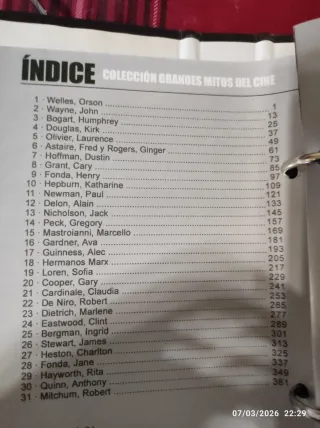 ÍNDICE COLECCIÓN GRANDES MITOS DEL CINE
1 · Welles, Orson 1
2 · Wayne, John 13
3 · Bogart, Humphrey 25
4 · Douglas, Kirk 37
5 · Olivier, Laurence 49
6 · Astaire, Fred y Rogers, Ginger 61
7 · Hoffman, Dustin 73
8 · Grant, Cary 85
9 · Fonda, Henry 97
10 · Hepburn, Katharine 109
11 · Newman, Paul 121
12 · Delon, Alain 133
13 · Nicholson, Jack 145
14 · Peck, Gregory 157
15 · Mastroianni, Marcello 169
16 · Gardner, Ava 181
17 · Guinness, Alec 193
18 · Hermanos Marx 205
19 · Loren, Sofia 217
20 · Cooper, Gary 229
21 · Cardinale, Claudia 241
22 · De Niro, Robert 253
23 · Dietrich, Marlene 265
24 · Eastwood, Clint 277
25 · Bergman, Ingrid 289
26 · Stewart, James 301
27 · Heston, Charlton 313
28 · Fonda, Jane 325
29 · Hayworth, Rita 337
30 · Quinn, Anthony 349
31 · Mitchum, Robert 361
07/03/2026 22:29